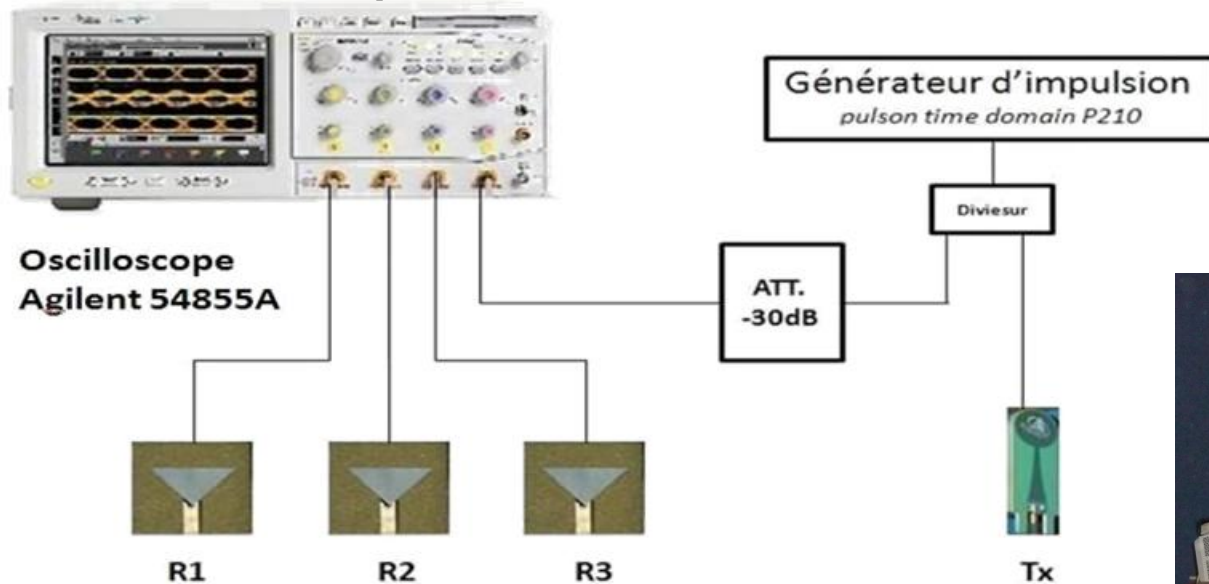 Générateur d'impulsion
pulson time domain P210
Diviesur
Oscilloscope
Agilent 54855A
ATT.
-30dB
R1
R2
R3
Tx